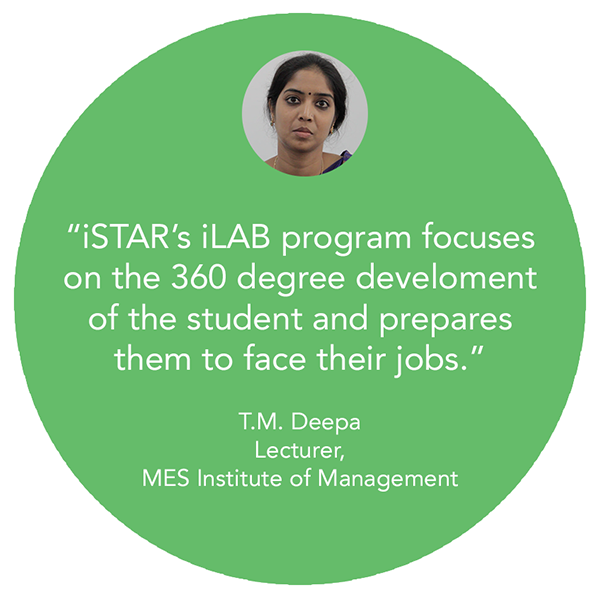 “iSTAR’s iLAB program focuses
on the 360 degree develoment
of the student and prepares
them to face their jobs.”
T.M. Deepa
Lecturer,
MES Institute of Management